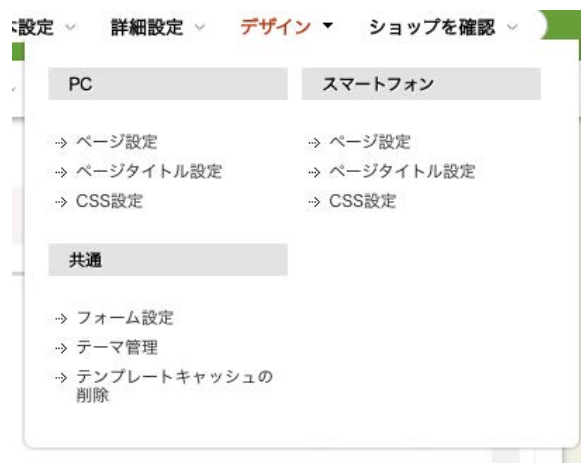 設定 詳細設定 デザイン ショップを確認
PC
ページ設定
ページタイトル設定
CSS設定
スマートフォン
ページ設定
ページタイトル設定
CSS設定
共通
フォーム設定
テーマ管理
テンプレートキャッシュの
削除